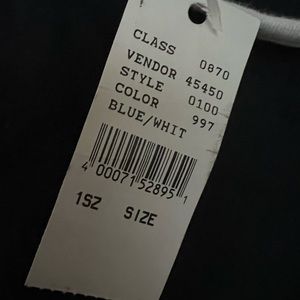 CLASS 0870
VENDOR 45450
STYLE 0100
COLOR 997
BLUE/WHIT
4 00071 52895 1
1SZ SIZE